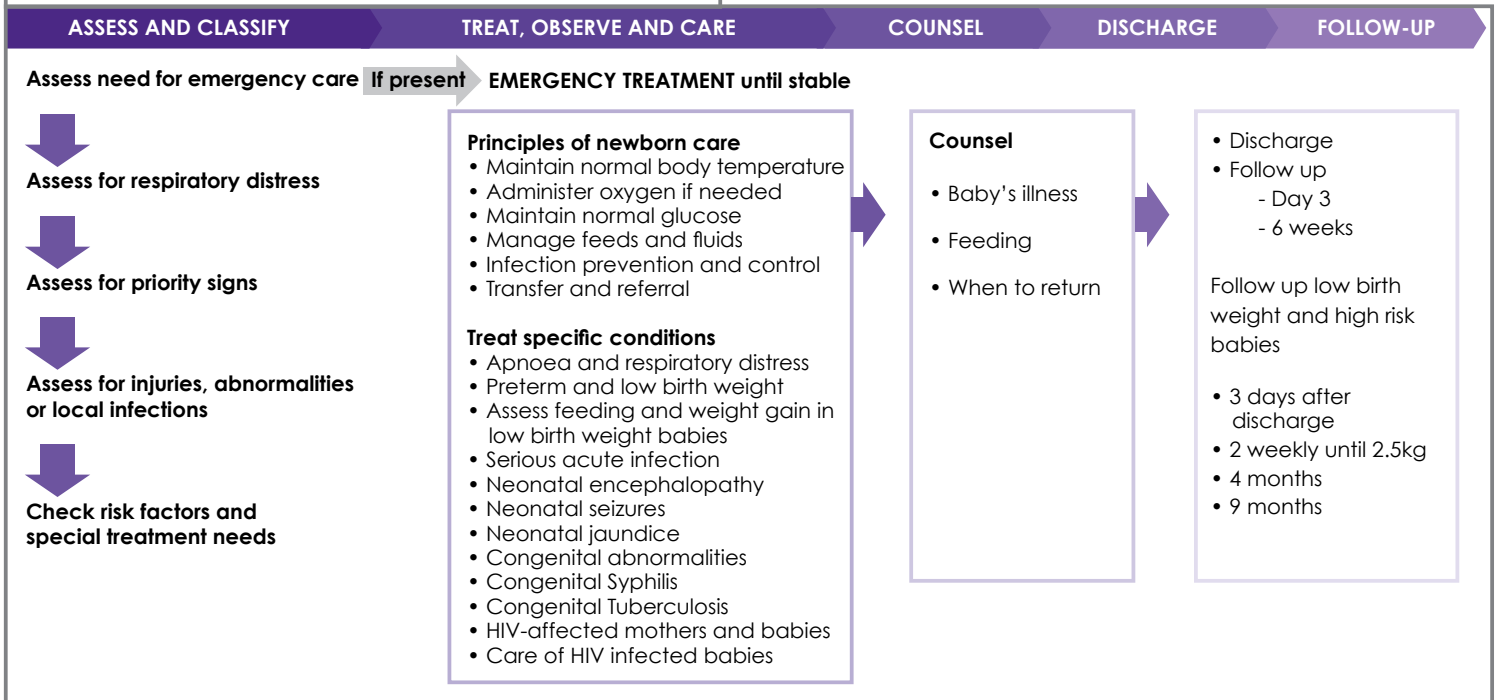 ASSESS AND CLASSIFY
TREAT, OBSERVE AND CARE
COUNSEL
DISCHARGE
FOLLOW-UP
Assess need for emergency care
If present
EMERGENCY TREATMENT until stable
Assess for respiratory distress
Assess for priority signs
Assess for injuries, abnormalities
or local infections
Check risk factors and
special treatment needs
Principles of newborn care
• Maintain normal body temperature
• Administer oxygen if needed
• Maintain normal glucose
• Manage feeds and fluids
• Infection prevention and control
• Transfer and referral
Treat specific conditions
• Apnoea and respiratory distress
• Preterm and low birth weight
• Assess feeding and weight gain in
low birth weight babies
• Serious acute infection
• Neonatal encephalopathy
• Neonatal seizures
• Neonatal jaundice
• Congenital abnormalities
• Congenital Syphilis
• Congenital Tuberculosis
• HIV-affected mothers and babies
• Care of HIV infected babies
Counsel
• Baby's illness
• Feeding
• When to return
• Discharge
• Follow up
- Day 3
- 6 weeks
Follow up low birth
weight and high risk
babies
• 3 days after
discharge
• 2 weekly until 2.5kg
• 4 months
• 9 months